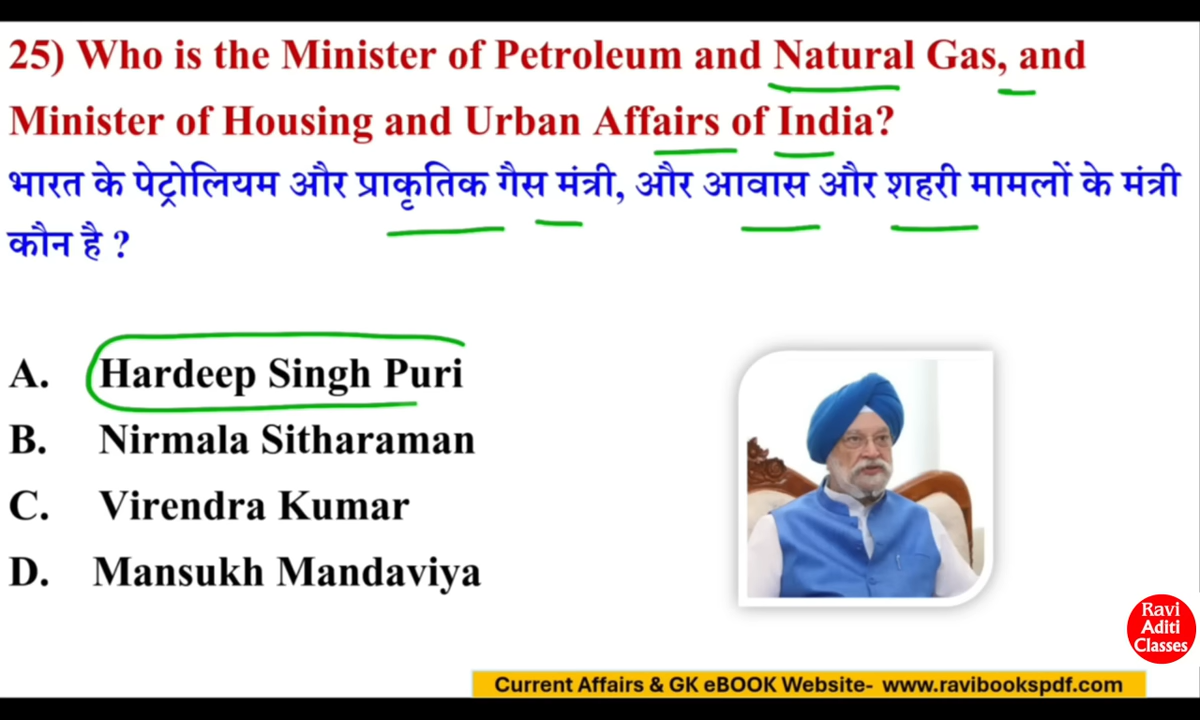 25) Who is the Minister of Petroleum and Natural Gas, and
Minister of Housing and Urban Affairs of India?
भारत के पेट्रोलियम और प्राकृतिक गैस मंत्री, और आवास और शहरी मामलों के मंत्री
कौन है ?
A. Hardeep Singh Puri
B. Nirmala Sitharaman
C. Virendra Kumar
D. Mansukh Mandaviya
Ravi
Aditi
Classes
Current Affairs & GK eBOOK Website- www.ravibookspdf.com